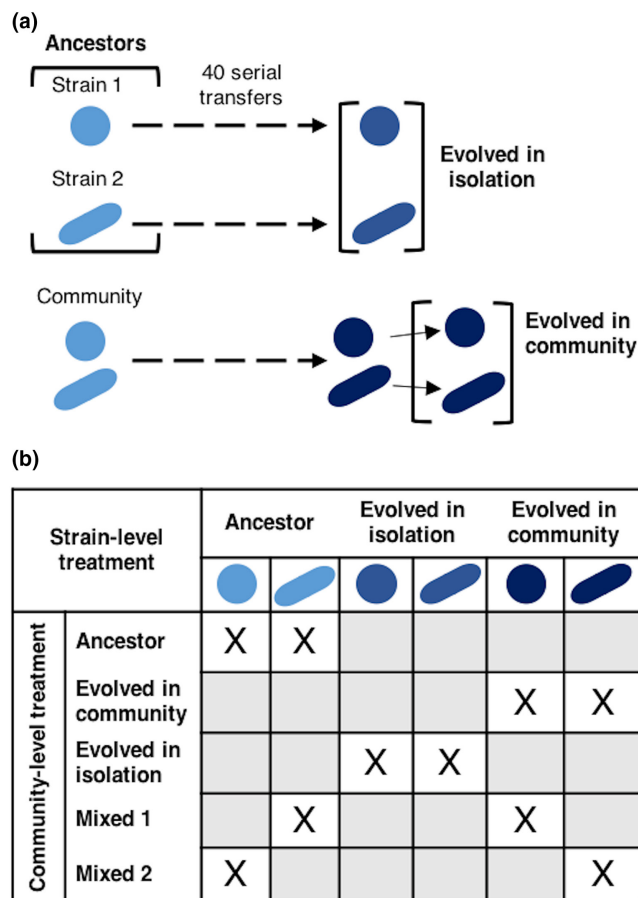 (a)
Ancestors
Strain 1
40 serial
transfers
Strain 2
Evolved in
isolation
Community
Evolved in
community
(b)
Strain-level
treatment
Ancestor
Evolved in
isolation
Evolved in
community
Community-level treatment
Ancestor
X X
Evolved in
community
X X
Evolved in
isolation
X X
Mixed 1
X X
Mixed 2
X X